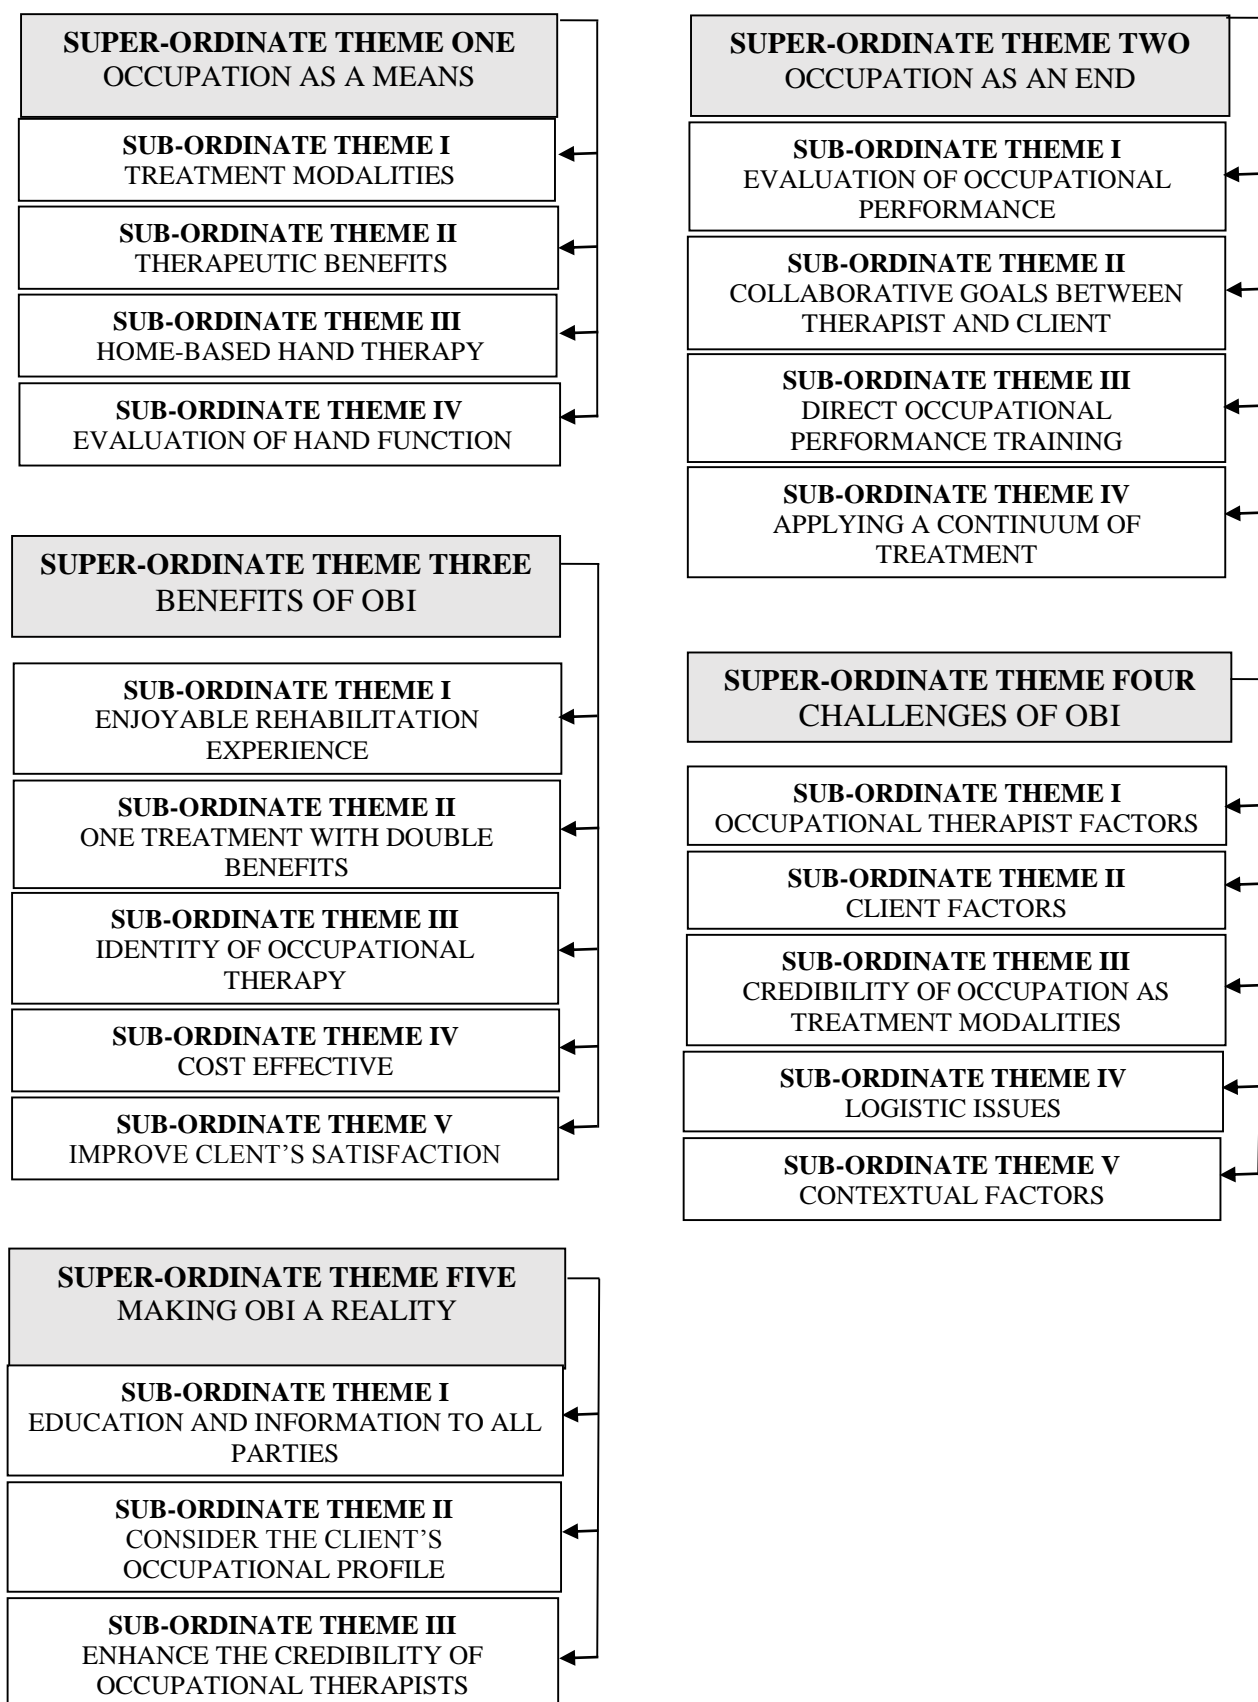 SUPER-ORDINATE THEME ONE
OCCUPATION AS A MEANS
SUB-ORDINATE THEME I
TREATMENT MODALITIES
SUB-ORDINATE THEME II
THERAPEUTIC BENEFITS
SUB-ORDINATE THEME III
HOME-BASED HAND THERAPY
SUB-ORDINATE THEME IV
EVALUATION OF HAND FUNCTION
SUPER-ORDINATE THEME TWO
OCCUPATION AS AN END
SUB-ORDINATE THEME I
EVALUATION OF OCCUPATIONAL
PERFORMANCE
SUB-ORDINATE THEME II
COLLABORATIVE GOALS BETWEEN
THERAPIST AND CLIENT
SUB-ORDINATE THEME III
DIRECT OCCUPATIONAL
PERFORMANCE TRAINING
SUB-ORDINATE THEME IV
APPLYING A CONTINUUM OF
TREATMENT
SUPER-ORDINATE THEME THREE
BENEFITS OF OBI
SUB-ORDINATE THEME I
ENJOYABLE REHABILITATION
EXPERIENCE
SUB-ORDINATE THEME II
ONE TREATMENT WITH DOUBLE
BENEFITS
SUB-ORDINATE THEME III
IDENTITY OF OCCUPATIONAL
THERAPY
SUB-ORDINATE THEME IV
COST EFFECTIVE
SUB-ORDINATE THEME V
IMPROVE CLENT’S SATISFACTION
SUPER-ORDINATE THEME FOUR
CHALLENGES OF OBI
SUB-ORDINATE THEME I
OCCUPATIONAL THERAPIST FACTORS
SUB-ORDINATE THEME II
CLIENT FACTORS
SUB-ORDINATE THEME III
CREDIBILITY OF OCCUPATION AS
TREATMENT MODALITIES
SUB-ORDINATE THEME IV
LOGISTIC ISSUES
SUB-ORDINATE THEME V
CONTEXTUAL FACTORS
SUPER-ORDINATE THEME FIVE
MAKING OBI A REALITY
SUB-ORDINATE THEME I
EDUCATION AND INFORMATION TO ALL
PARTIES
SUB-ORDINATE THEME II
CONSIDER THE CLIENT’S
OCCUPATIONAL PROFILE
SUB-ORDINATE THEME III
ENHANCE THE CREDIBILITY OF
OCCUPATIONAL THERAPISTS